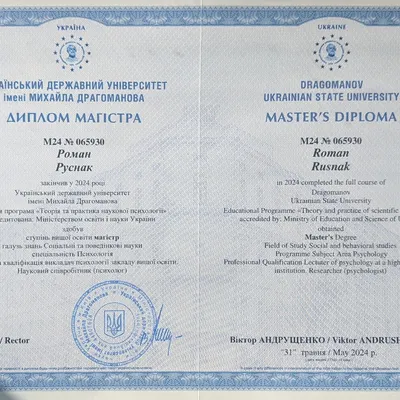 УКРАЇНА
АЇНСЬКИЙ ДЕРЖАВНИЙ УНІВЕРСИТЕТ
імені МИХАЙЛА ДРАГОМАНОВА
ДИПЛОМ МАГІСТРА
M24 № 065930
Роман
Руснак
закінчив у 2024 році
Український державний університет
імені Михайла Драгоманова
програма «Теорія та практика наукової психології»
едитована: Міністерством освіти і науки України
здобув
ступінь вищої освіти магістр
галузь знань Соціальні та поведінкові науки
спеціальність Психологія
кваліфікація викладач психології закладу вищої освіти.
Науковий співробітник (психолог)
/ Rector
UKRAINE
DRAGOMANOV
UKRAINIAN STATE UNIVERSITY
MASTER'S DIPLOMA
M24 № 065930
Roman
Rusnak
in 2024 completed the full course of
Dragomanov
Ukrainian State University
Educational Programme «Theory and practice of scientific
accredited by: Ministry of Education and Science of U
obtained
Master's Degree
Field of Study Social and behavioral studies
Programme Subject Area Psychology
Professional Qualification Lecturer of psychology at a high
institution. Researcher (psychologist)
Віктор АНДРУЩЕНКО / Viktor ANDRUSH
"31" травня / May 2024 р.